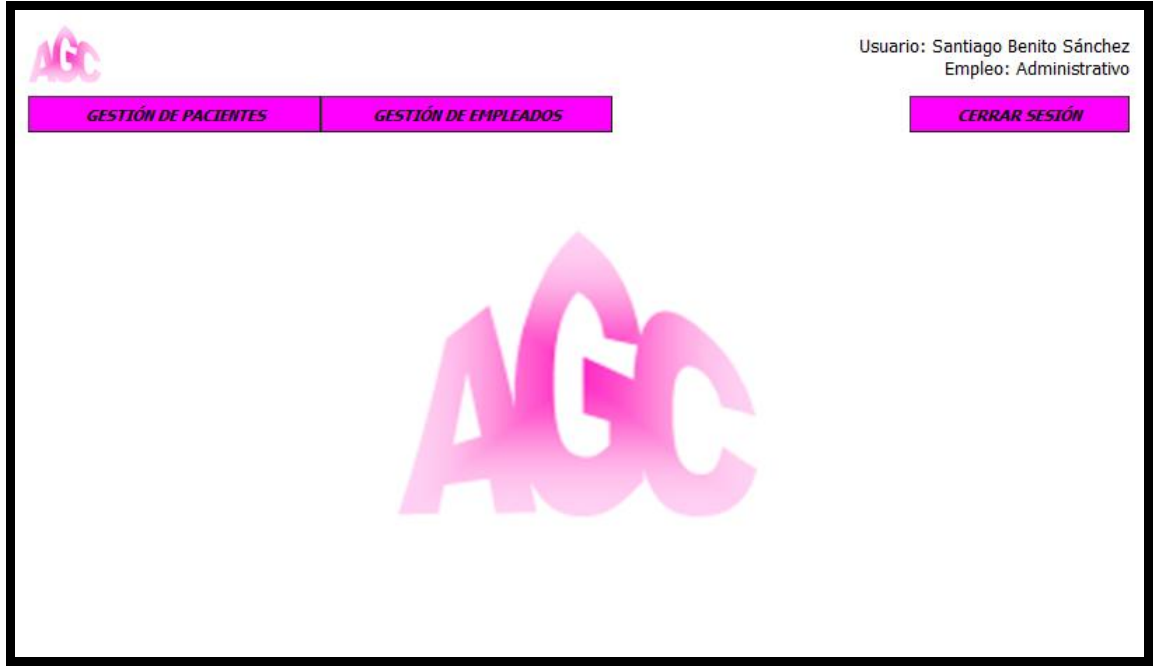 AGC
Usuario: Santiago Benito Sánchez
Empleo: Administrativo
GESTIÓN DE PACIENTES
GESTIÓN DE EMPLEADOS
CERRAR SESIÓN
AGC